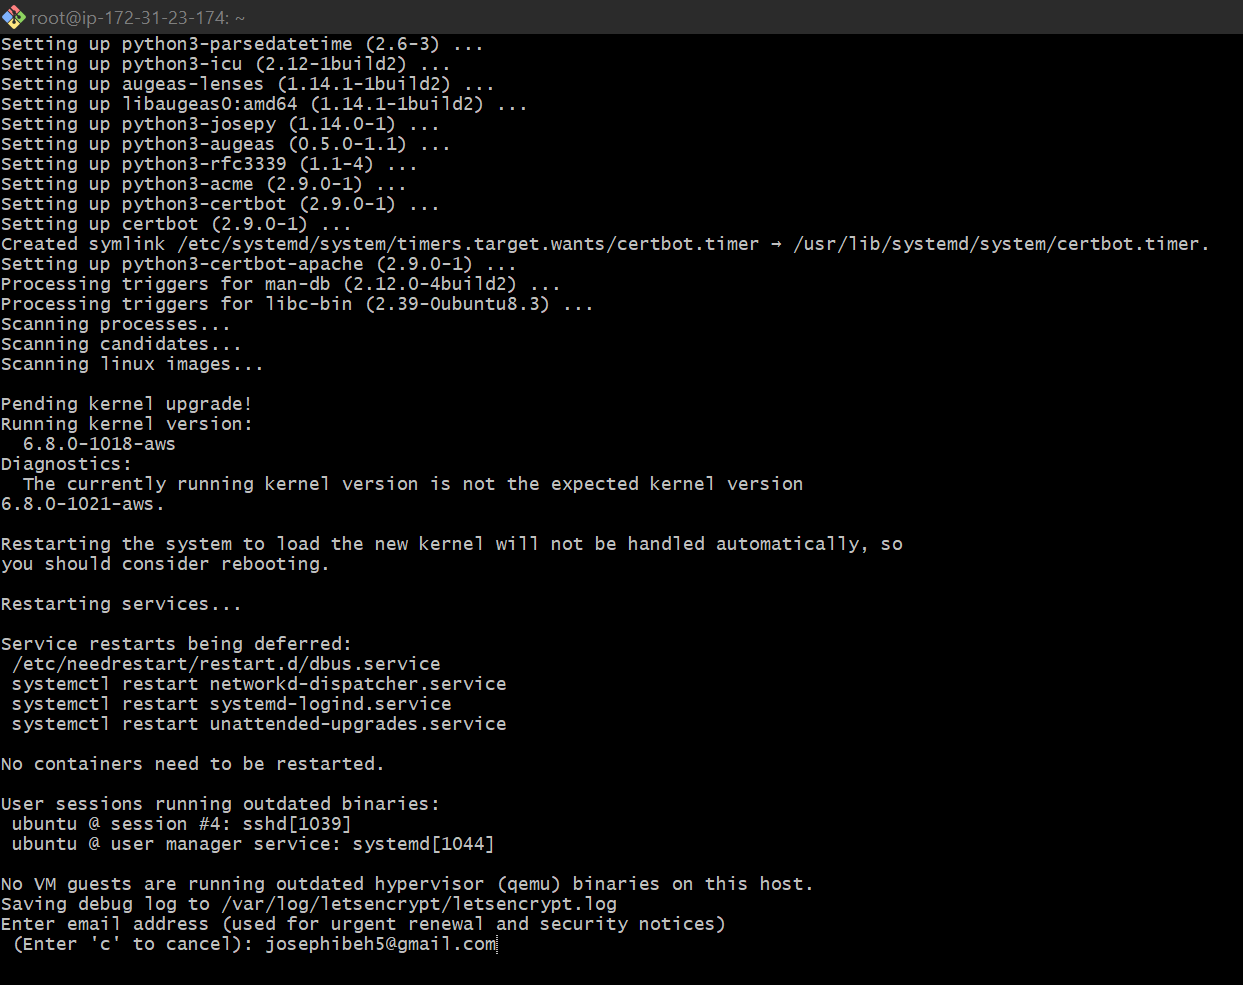 root@ip-172-31-23-174: ~
Setting up python3-parsedatetime (2.6-3) ...
Setting up python3-icu (2.12-1build2) ...
Setting up augeas-lenses (1.14.1-1build2) ...
Setting up libaugeas0:amd64 (1.14.1-1build2) ...
Setting up python3-josepy (1.14.0-1) ...
Setting up python3-augeas (0.5.0-1.1) ...
Setting up python3-rfc3339 (1.1-4) ...
Setting up python3-acme (2.9.0-1) ...
Setting up python3-certbot (2.9.0-1) ...
Setting up certbot (2.9.0-1) ...
Created symlink /etc/systemd/system/timers.target.wants/certbot.timer → /usr/lib/systemd/system/certbot.timer.
Setting up python3-certbot-apache (2.9.0-1) ...
Processing triggers for man-db (2.12.0-4build2) ...
Processing triggers for libc-bin (2.39-0ubuntu8.3) ...
Scanning processes...
Scanning candidates...
Scanning linux images...
Pending kernel upgrade!
Running kernel version:
  6.8.0-1018-aws
Diagnostics:
  The currently running kernel version is not the expected kernel version
6.8.0-1021-aws.
Restarting the system to load the new kernel will not be handled automatically, so
you should consider rebooting.
Restarting services...
Service restarts being deferred:
 /etc/needrestart/restart.d/dbus.service
 systemctl restart networkd-dispatcher.service
 systemctl restart systemd-logind.service
 systemctl restart unattended-upgrades.service
No containers need to be restarted.
User sessions running outdated binaries:
 ubuntu @ session #4: sshd[1039]
 ubuntu @ user manager service: systemd[1044]
No VM guests are running outdated hypervisor (qemu) binaries on this host.
Saving debug log to /var/log/letsencrypt/letsencrypt.log
Enter email address (used for urgent renewal and security notices)
 (Enter 'c' to cancel): josephibeh5@gmail.com